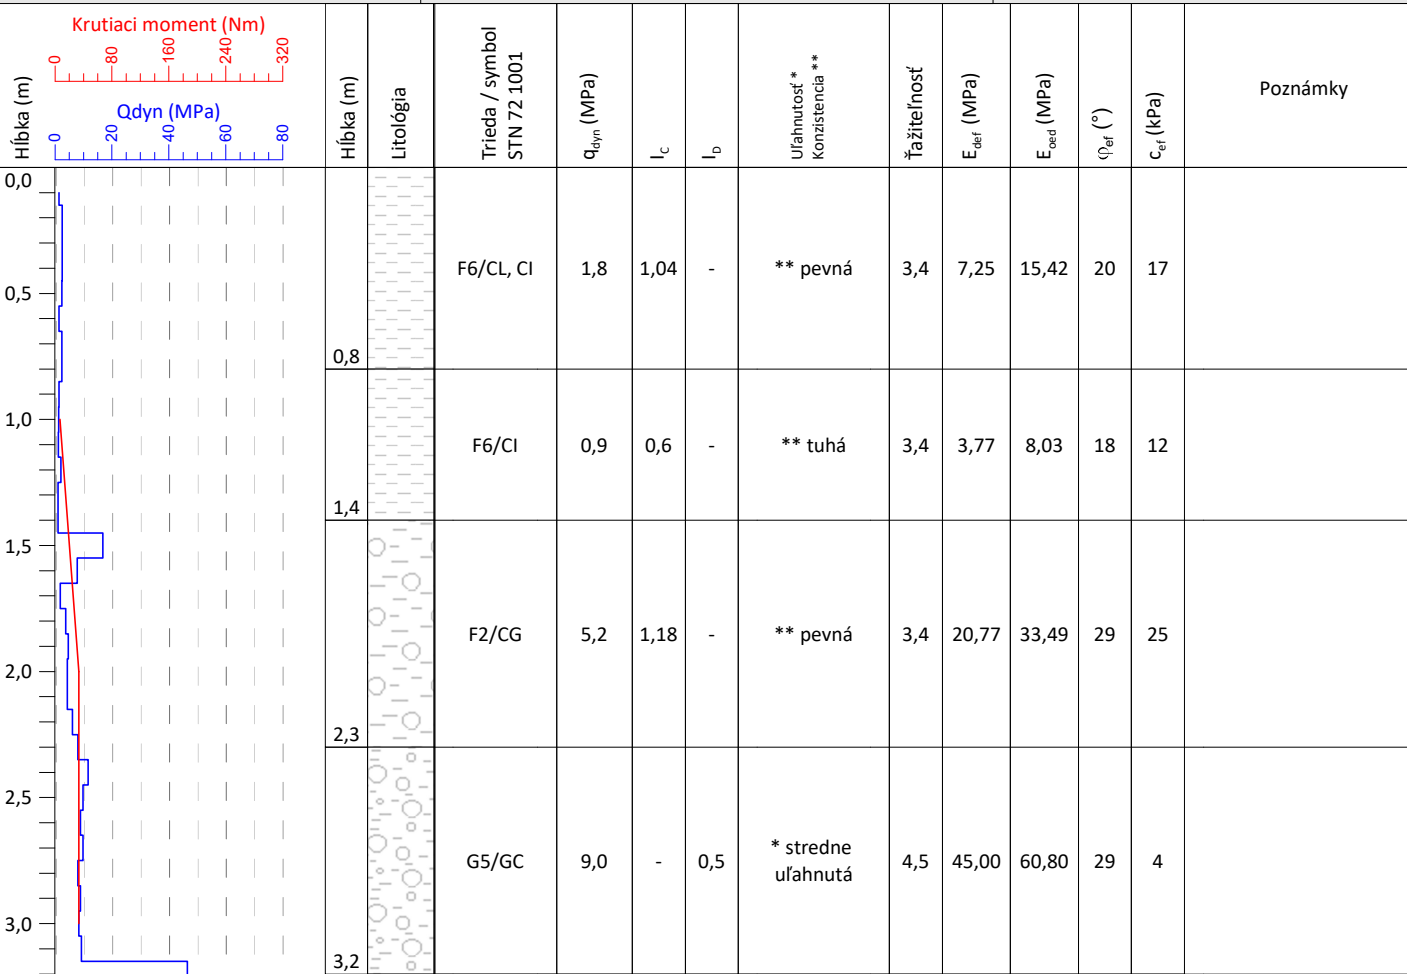 Hĺbka (m)
Krutiaci moment (Nm)
0 80 160 240 320
Qdyn (MPa)
0 20 40 60 80
Hĺbka (m)
Litológia
Trieda / symbol
STN 72 1001
qdyn (MPa)
IC
ID
Uľahnutosť *
Konzistencia **
Ťažiteľnosť
Edef (MPa)
Eoed (MPa)
φef (°)
cef (kPa)
Poznámky
0,0
0,5
1,0
1,5
2,0
2,5
3,0
0,8 F6/CL, CI 1,8 1,04 - ** pevná 3,4 7,25 15,42 20 17
1,4 F6/CI 0,9 0,6 - ** tuhá 3,4 3,77 8,03 18 12
2,3 F2/CG 5,2 1,18 - ** pevná 3,4 20,77 33,49 29 25
3,2 G5/GC 9,0 - 0,5 * stredne
uľahnutá 4,5 45,00 60,80 29 4